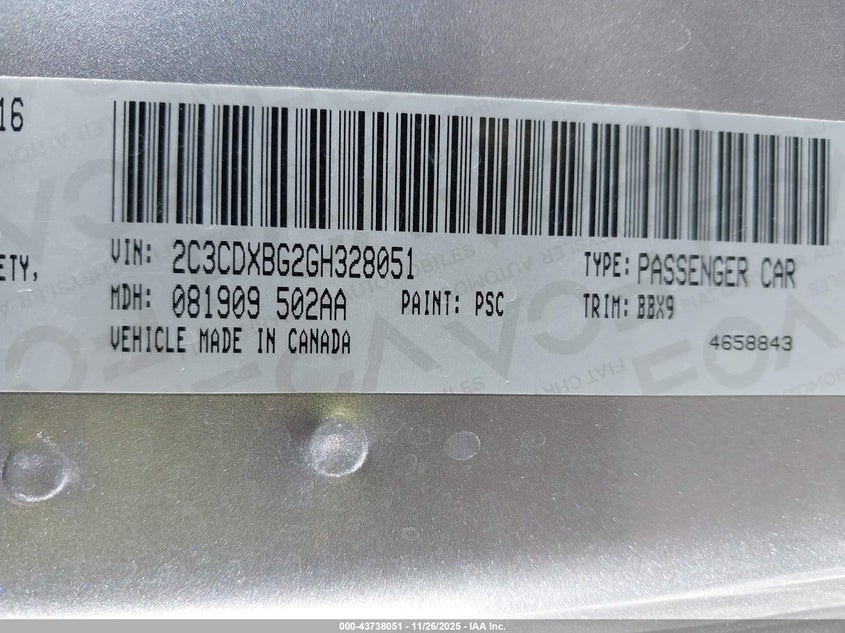 16
ETY,
VIN: 2C3CDXBG2GH328051 TYPE: PASSENGER CAR
MDH: 081909 502AA PAINT: PSC TRIM: BBX9
VEHICLE MADE IN CANADA 4658843
000-43738051 - 11/26/2025 - IAA Inc.